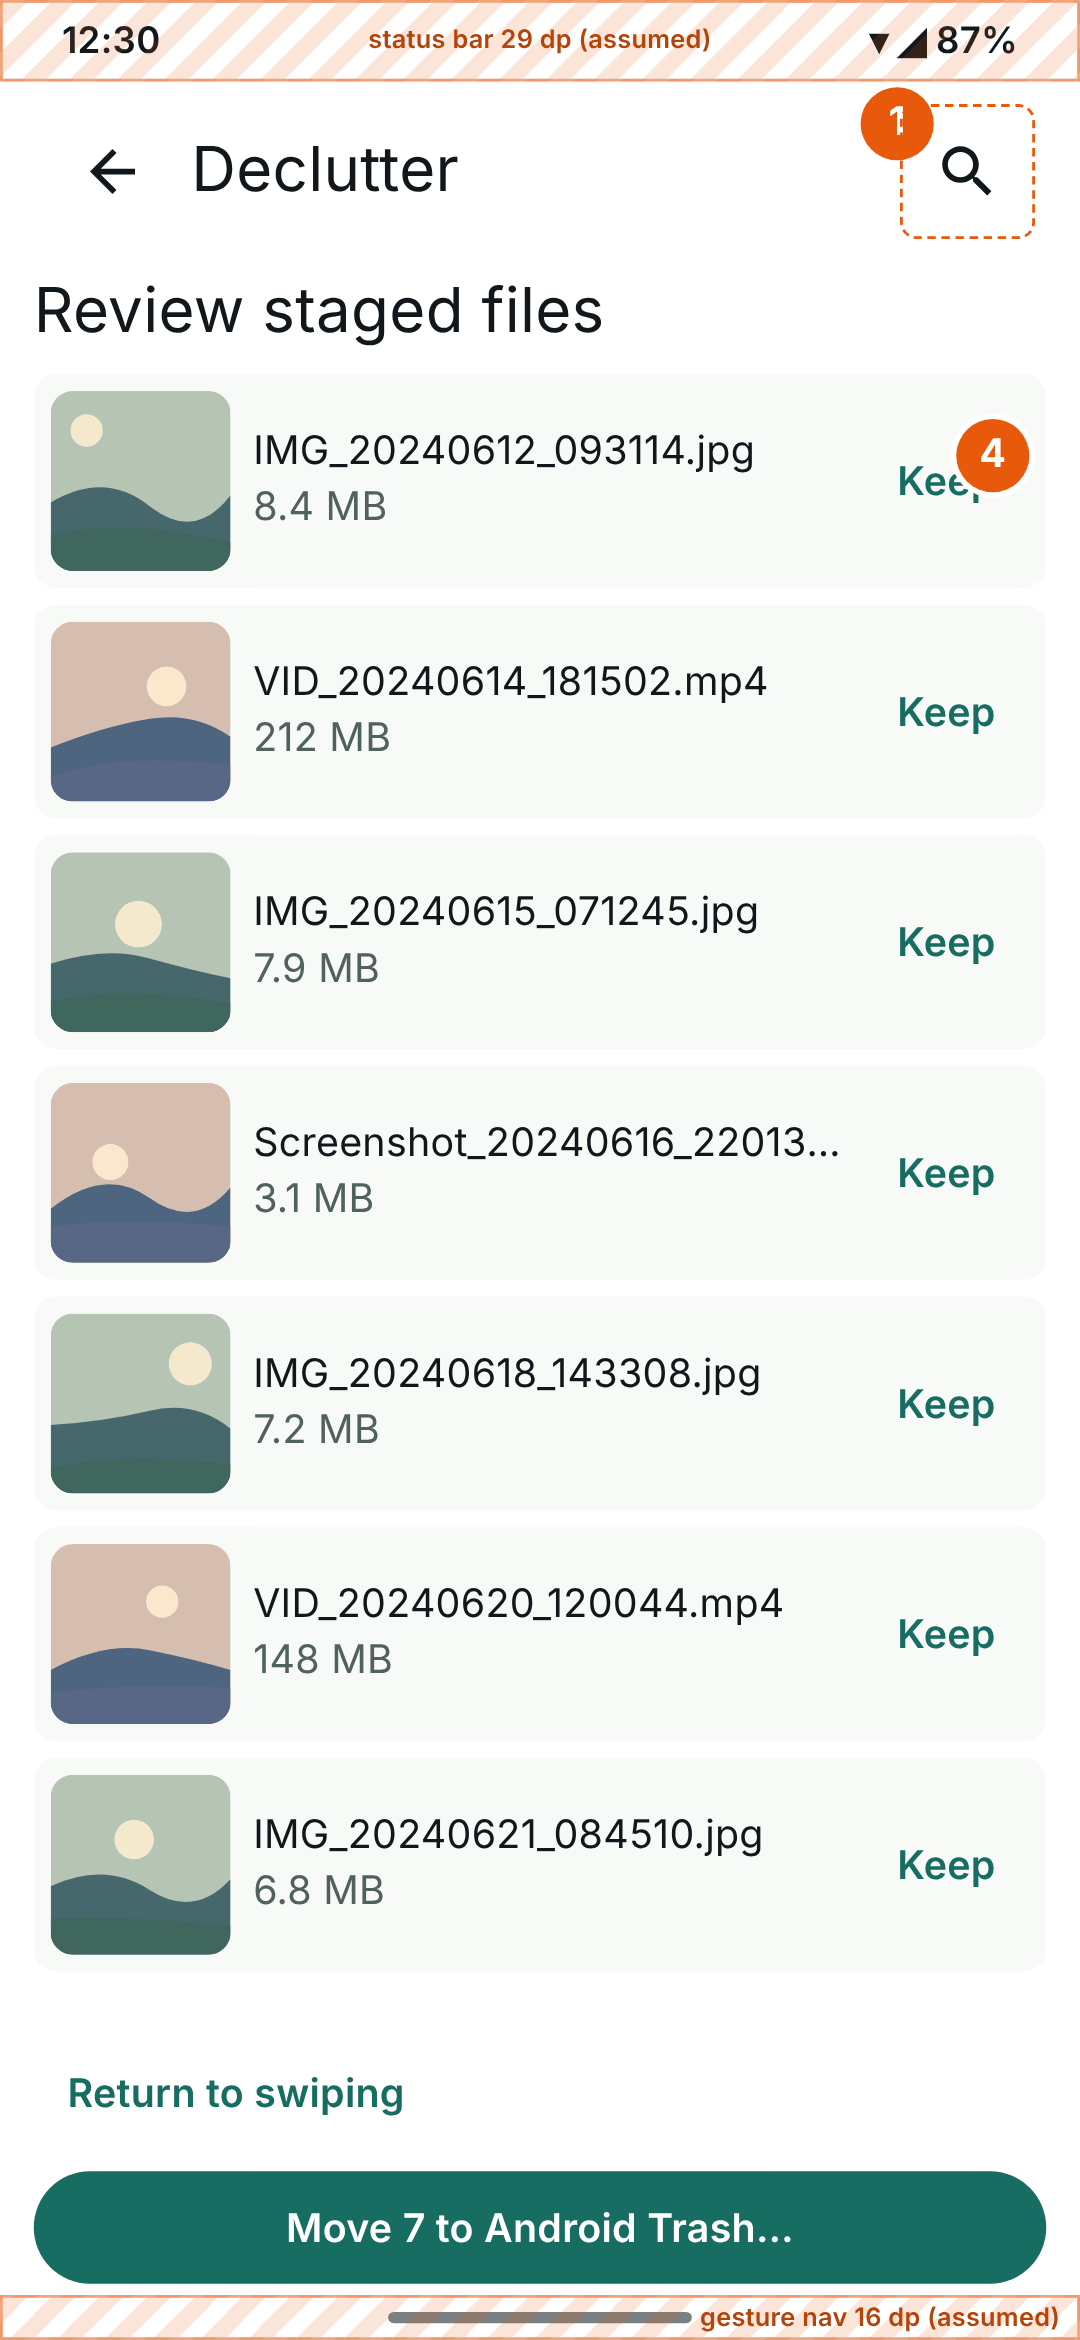 12:30 status bar 29 dp (assumed) 87%
1
Declutter
Review staged files
IMG_20240612_093114.jpg
8.4 MB
4
Keep
VID_20240614_181502.mp4
212 MB
Keep
IMG_20240615_071245.jpg
7.9 MB
Keep
Screenshot_20240616_22013...
3.1 MB
Keep
IMG_20240618_143308.jpg
7.2 MB
Keep
VID_20240620_120044.mp4
148 MB
Keep
IMG_20240621_084510.jpg
6.8 MB
Keep
Return to swiping
Move 7 to Android Trash...
gesture nav 16 dp (assumed)